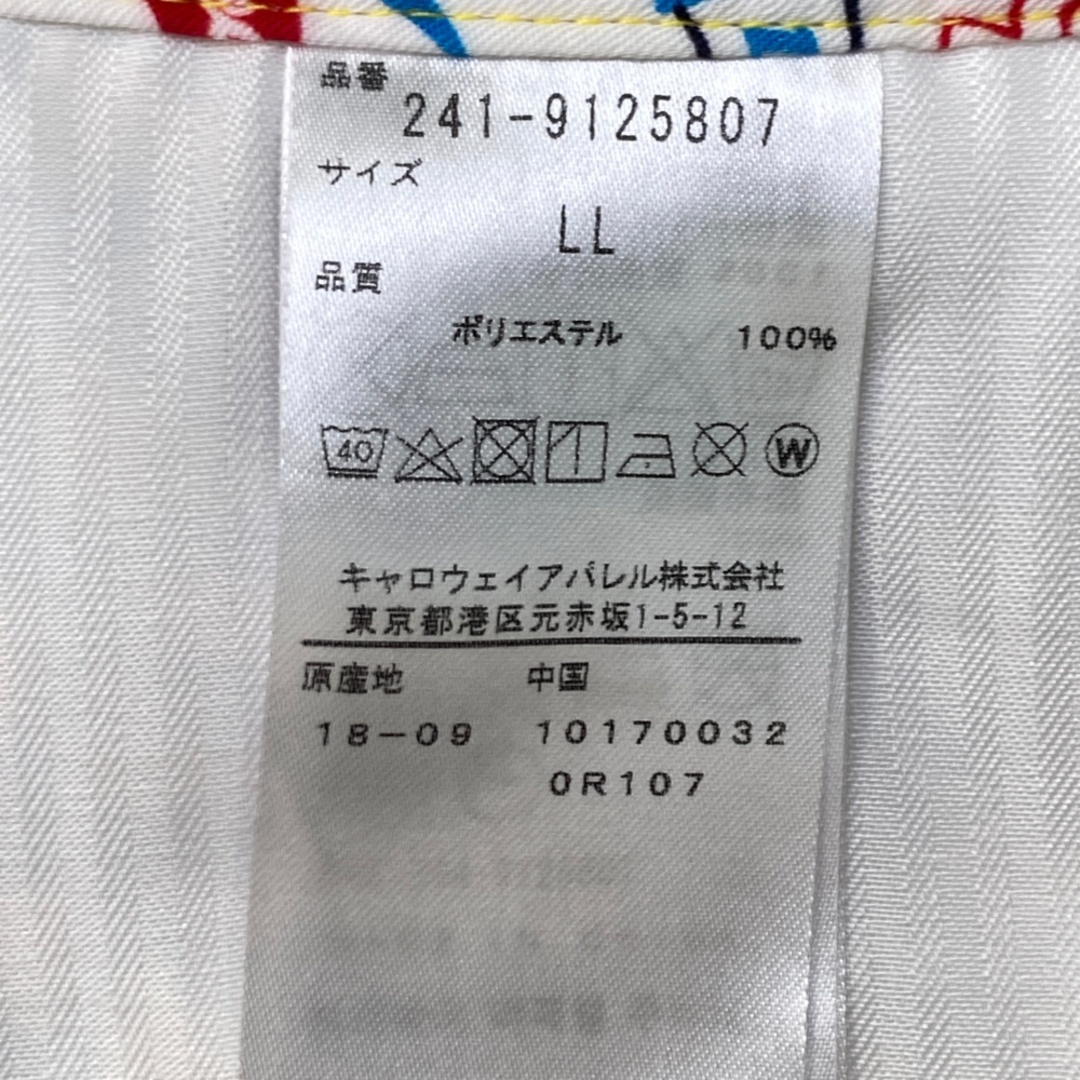 品番
241-9125807
サイズ
LL
品質
ポリエステル 100%
40 W
キャロウェイアパレル株式会社
東京都港区元赤坂1-5-12
原産地 中国
18-09 10170032
0R107